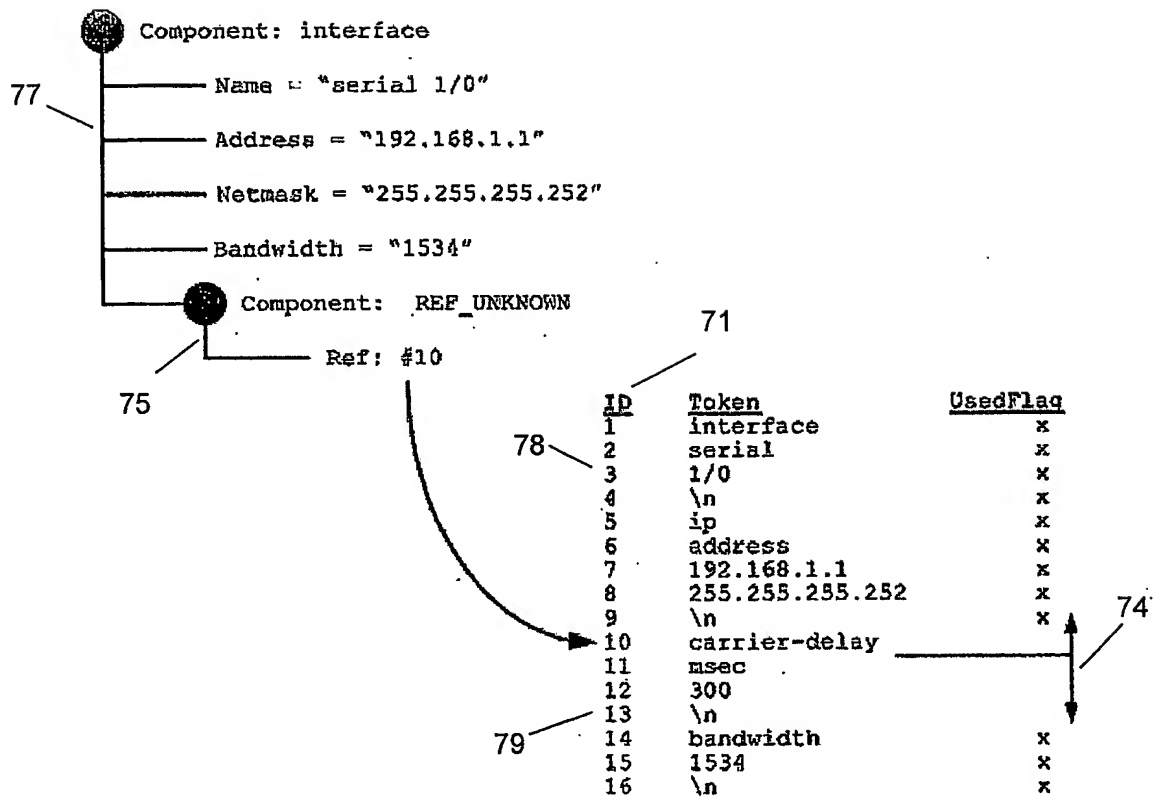 Component: interface
Name = "serial 1/0"
77
Address = "192.168.1.1"
Netmask = "255.255.255.252"
Bandwidth = "1534"
Component: REF_UNKNOWN
71
Ref: #10
75
ID Token UsedFlag
1 interface x
78
2 serial x
3 1/0 x
4 \n x
5 ip x
6 address x
7 192.168.1.1 x
8 255.255.255.252 x
9 \n x
74
10 carrier-delay
11 msec
12 300
13 \n
79
14 bandwidth x
15 1534 x
16 \n x